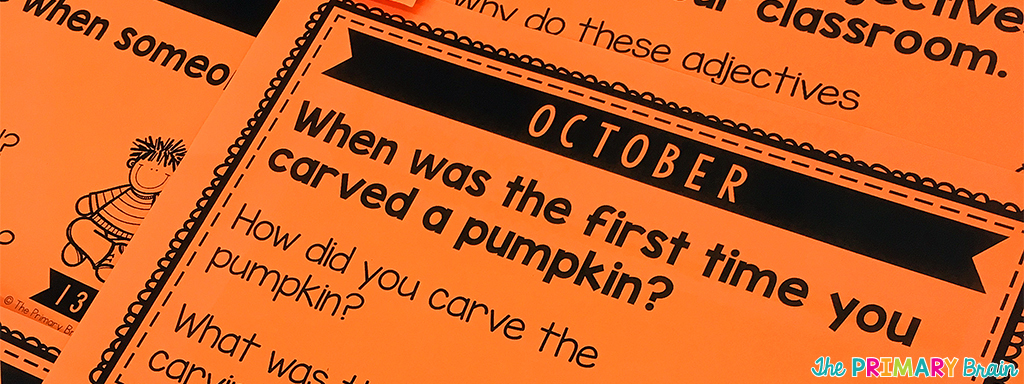 when someo
13
© The Primary Br
OCTOBER
When was the first time you
carved a pumpkin?
How did you carve the
pumpkin?
What was t
carvin
classroom.
Why do these adjectives
The PRIMARY Brain